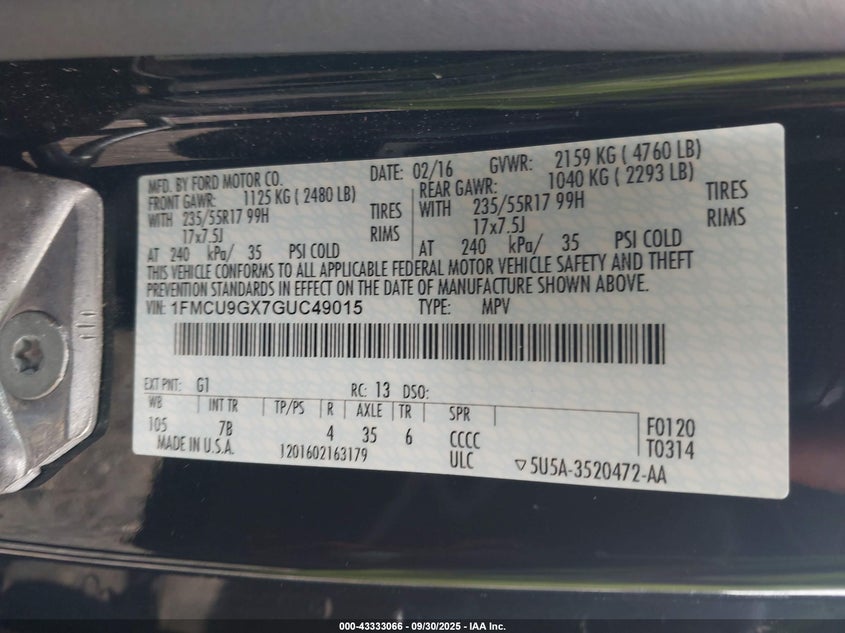 MFD. BY FORD MOTOR CO. DATE: 02/16 GVWR: 2159 KG ( 4760 LB)
FRONT GAWR: 1125 KG ( 2480 LB) REAR GAWR: 1040 KG ( 2293 LB)
WITH 235/55R17 99H TIRES WITH 235/55R17 99H TIRES
17x7.5J RIMS 17x7.5J RIMS
AT 240 kPa/ 35 PSI COLD AT 240 kPa/ 35 PSI COLD
THIS VEHICLE CONFORMS TO ALL APPLICABLE FEDERAL MOTOR VEHICLE SAFETY AND THEFT
PREVENTION STANDARDS IN EFFECT ON THE DATE OF MANUFACTURE SHOWN ABOVE.
VIN: 1FMCU9GX7GUC49015 TYPE: MPV
EXT PNT: G1 RC: 13 DSO:
WB INT TR TP/PS R AXLE TR SPR
105 7B 4 35 6 CCCC F0120
MADE IN U.S.A. 1201602163179 ULC T0314
▽5U5A-3520472-AA
000-43333066 - 09/30/2025 - IAA Inc.